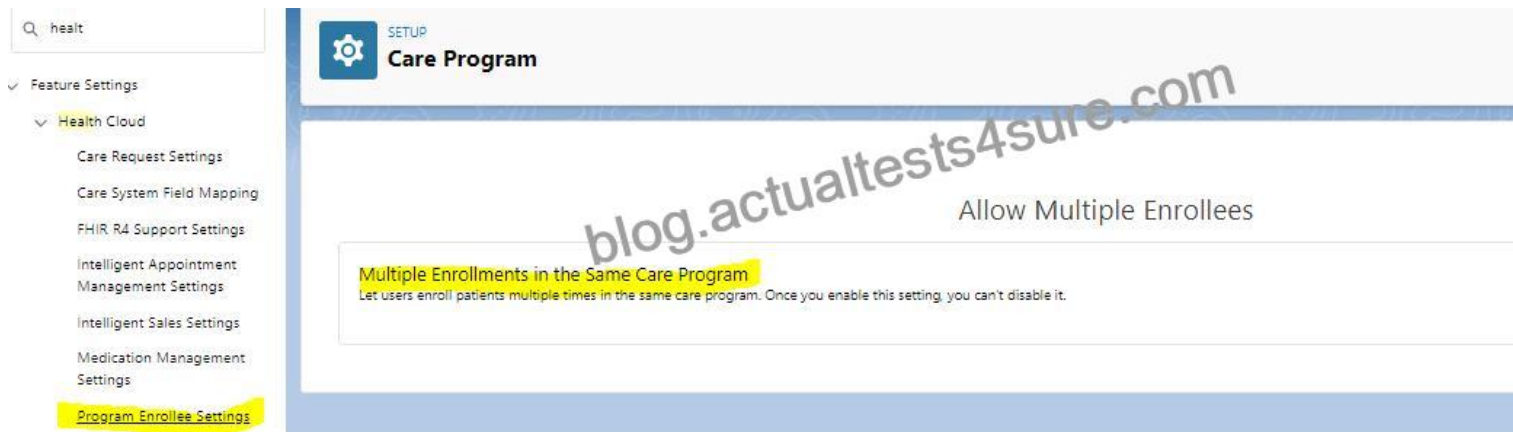 healt
Feature Settings
Health Cloud
Care Request Settings
Care System Field Mapping
FHIR R4 Support Settings
Intelligent Appointment
Management Settings
Intelligent Sales Settings
Medication Management
Settings
Program Enrollee Settings
SETUP
Care Program
blog.actualtests4sure.com
Allow Multiple Enrollees
Multiple Enrollments in the Same Care Program
Let users enroll patients multiple times in the same care program. Once you enable this setting, you can't disable it.